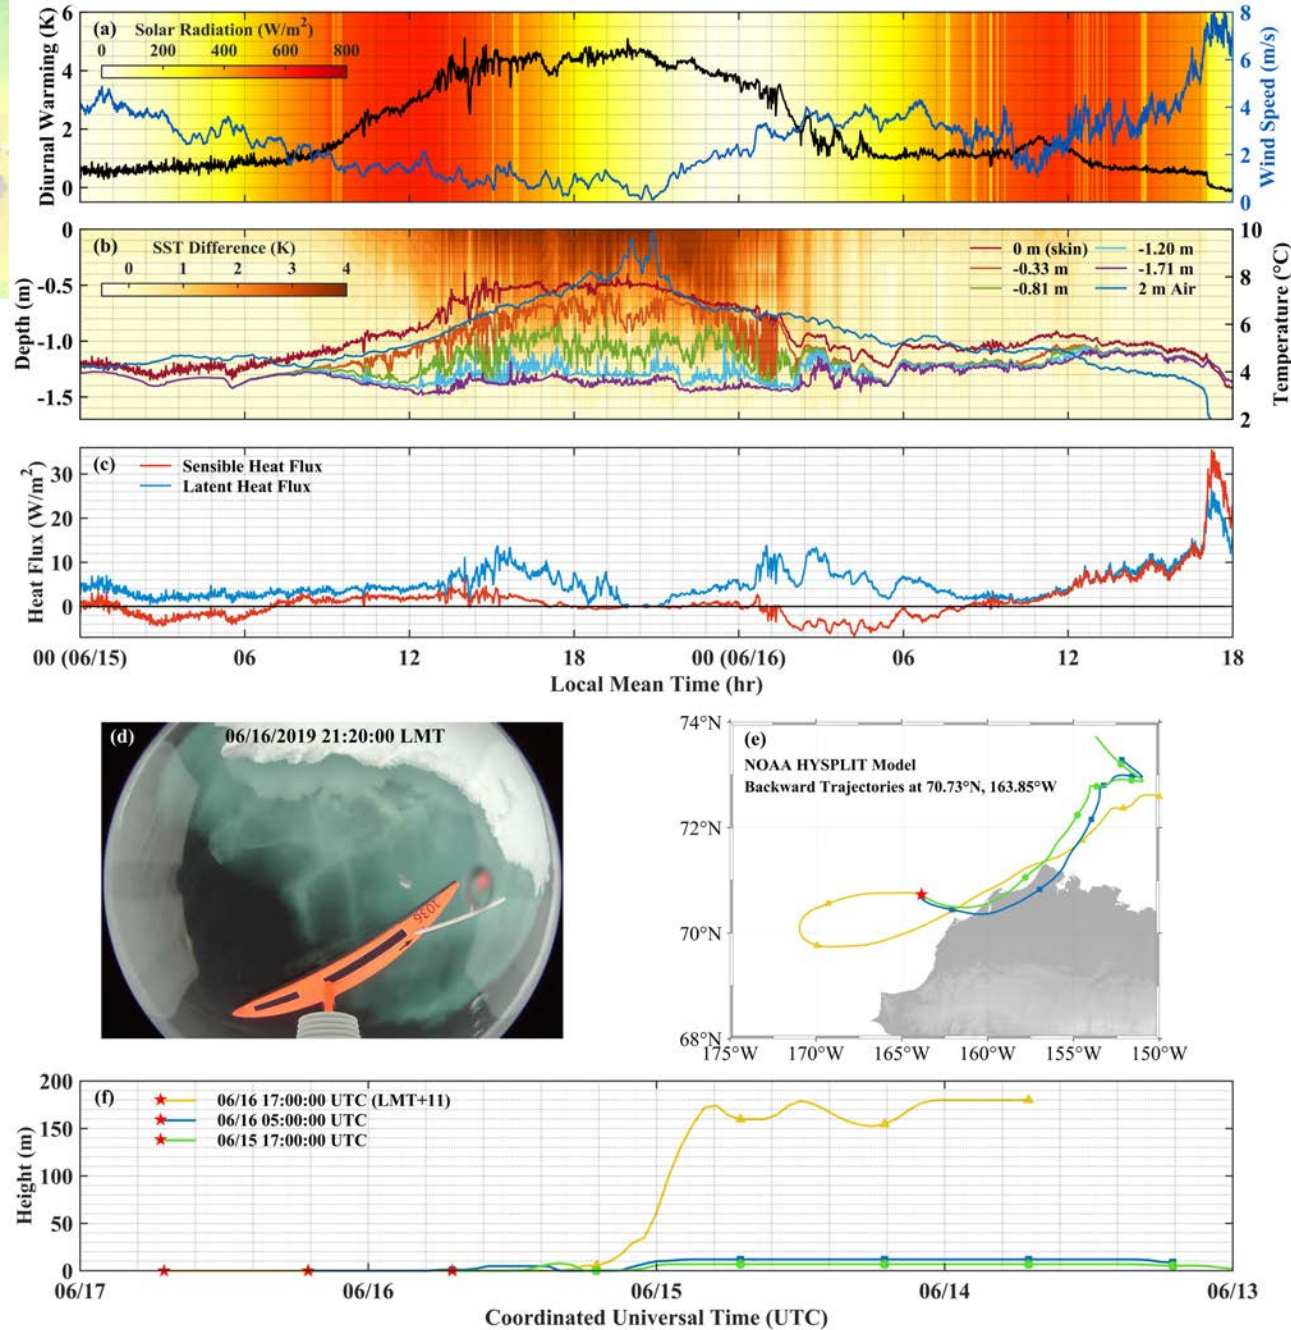 (a) Solar Radiation (W/m2)
0 200 400 600 800
Diurnal Warming (K)
6
4
2
0
Wind Speed (m/s)
8
6
4
2
0
(b) SST Difference (K)
0 1 2 3 4
0 m (skin) -1.20 m
-0.33 m -1.71 m
-0.81 m 2 m Air
Depth (m)
0
-0.5
-1.0
-1.5
Temperature (°C)
10
8
6
4
2
(c) Sensible Heat Flux
Latent Heat Flux
Heat Flux (W/m2)
30
20
10
0
00 (06/15) 06 12 18 00 (06/16) 06 12 18
Local Mean Time (hr)
(d) 06/16/2019 21:20:00 LMT
1036
(e)
NOAA HYSPLIT Model
Backward Trajectories at 70.73°N, 163.85°W
74°N
72°N
70°N
68°N
175°W 170°W 165°W 160°W 155°W 150°W
(f) 06/16 17:00:00 UTC (LMT+11)
06/16 05:00:00 UTC
06/15 17:00:00 UTC
Height (m)
200
150
100
50
0
06/17 06/16 06/15 06/14 06/13
Coordinated Universal Time (UTC)